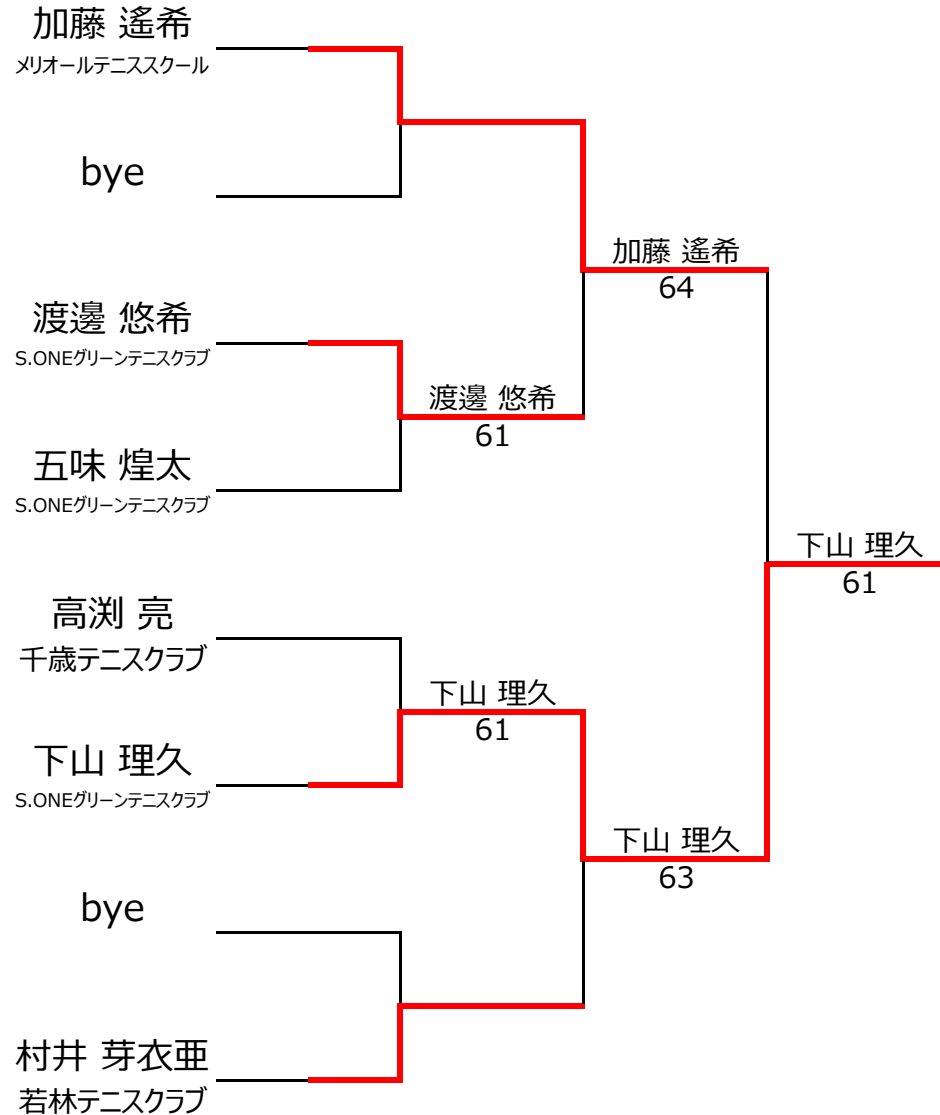 加藤 遙希
メリオールテニススクール
bye
加藤 遙希
64
渡邊 悠希
S.ONEグリーンテニスクラブ
渡邊 悠希
61
五味 煌太
S.ONEグリーンテニスクラブ
下山 理久
61
高渕 亮
千歳テニスクラブ
下山 理久
61
下山 理久
S.ONEグリーンテニスクラブ
下山 理久
63
bye
村井 芽衣亜
若林テニスクラブ